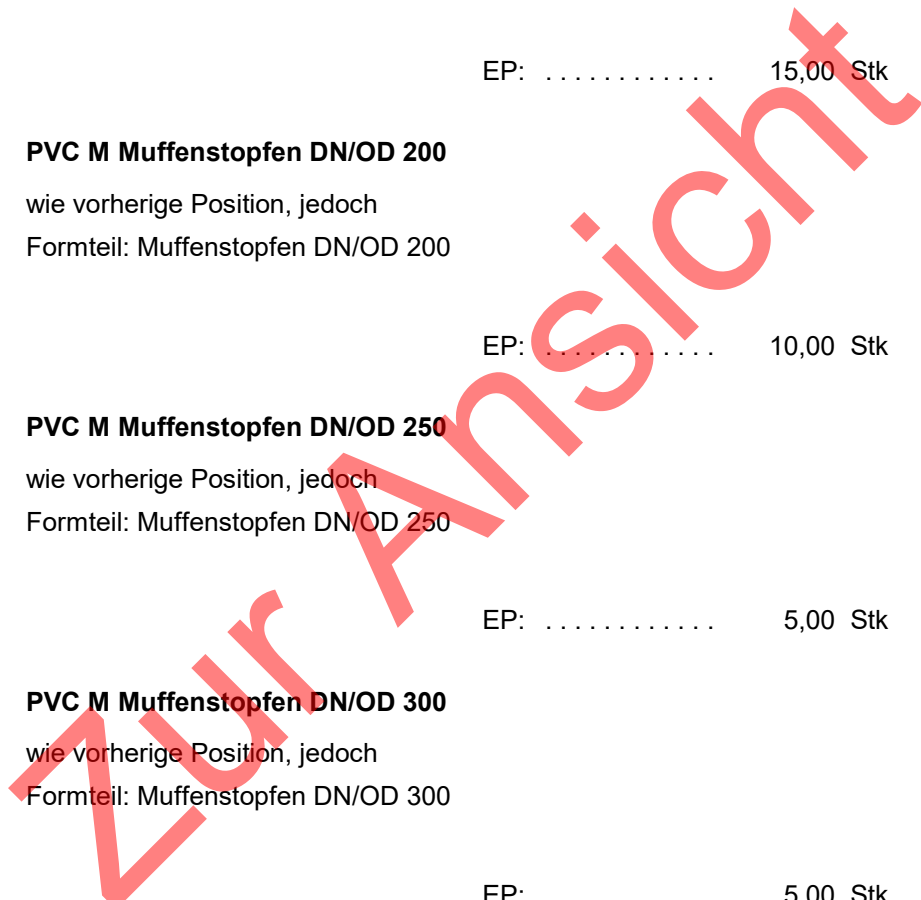 EP: . . . . . . . . . . . . 15,00 Stk
PVC M Muffenstopfen DN/OD 200
wie vorherige Position, jedoch
Formteil: Muffenstopfen DN/OD 200
EP: . . . . . . . . . . . . 10,00 Stk
PVC M Muffenstopfen DN/OD 250
wie vorherige Position, jedoch
Formteil: Muffenstopfen DN/OD 250
EP: . . . . . . . . . . . . 5,00 Stk
PVC M Muffenstopfen DN/OD 300
wie vorherige Position, jedoch
Formteil: Muffenstopfen DN/OD 300
EP: . . . . . . . . . . . . 5,00 Stk
Zur Ansicht